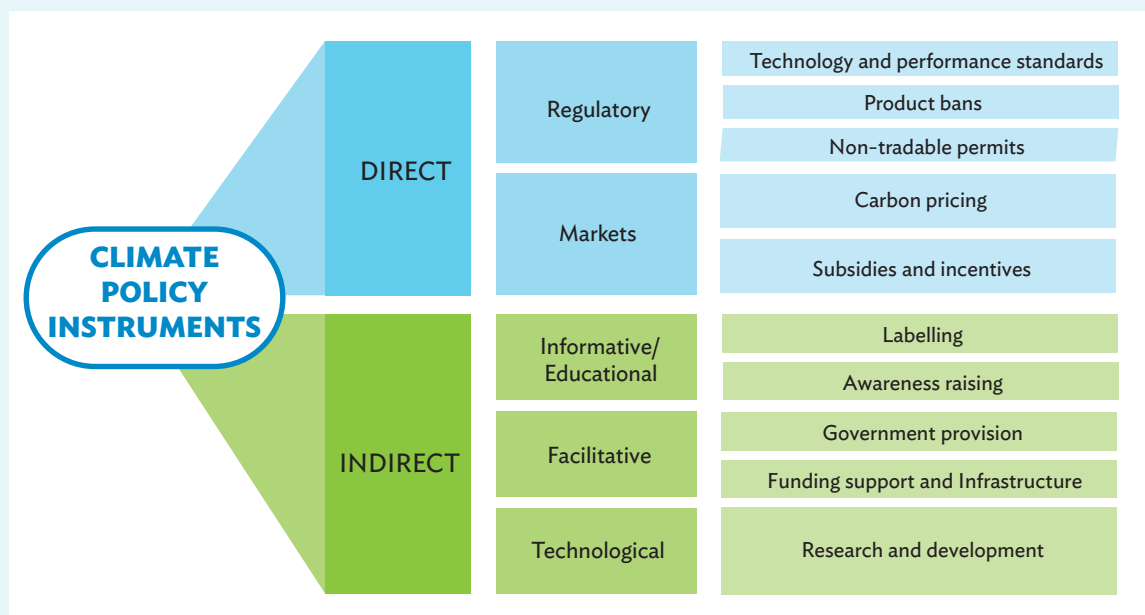 CLIMATE
POLICY
INSTRUMENTS
DIRECT
Regulatory
Technology and performance standards
Product bans
Non-tradable permits
Markets
Carbon pricing
Subsidies and incentives
INDIRECT
Informative/
Educational
Labelling
Awareness raising
Facilitative
Government provision
Funding support and Infrastructure
Technological
Research and development